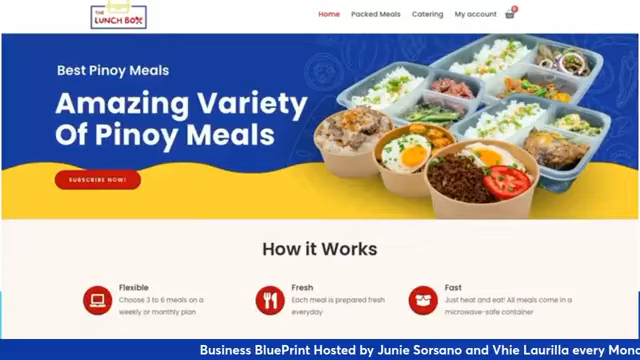 THE
LUNCH BOX
Home Packed Meals Catering My account
Best Pinoy Meals
Amazing Variety
Of Pinoy Meals
SUBSCRIBE NOW!
How it Works
Flexible
Choose 3 to 6 meals on a
weekly or monthly plan
Fresh
Each meal is prepared fresh
everyday
Fast
Just heat and eat! All meals come in a
microwave-safe container
Business BluePrint Hosted by Junie Sorsano and Vhie Laurilla every Mond